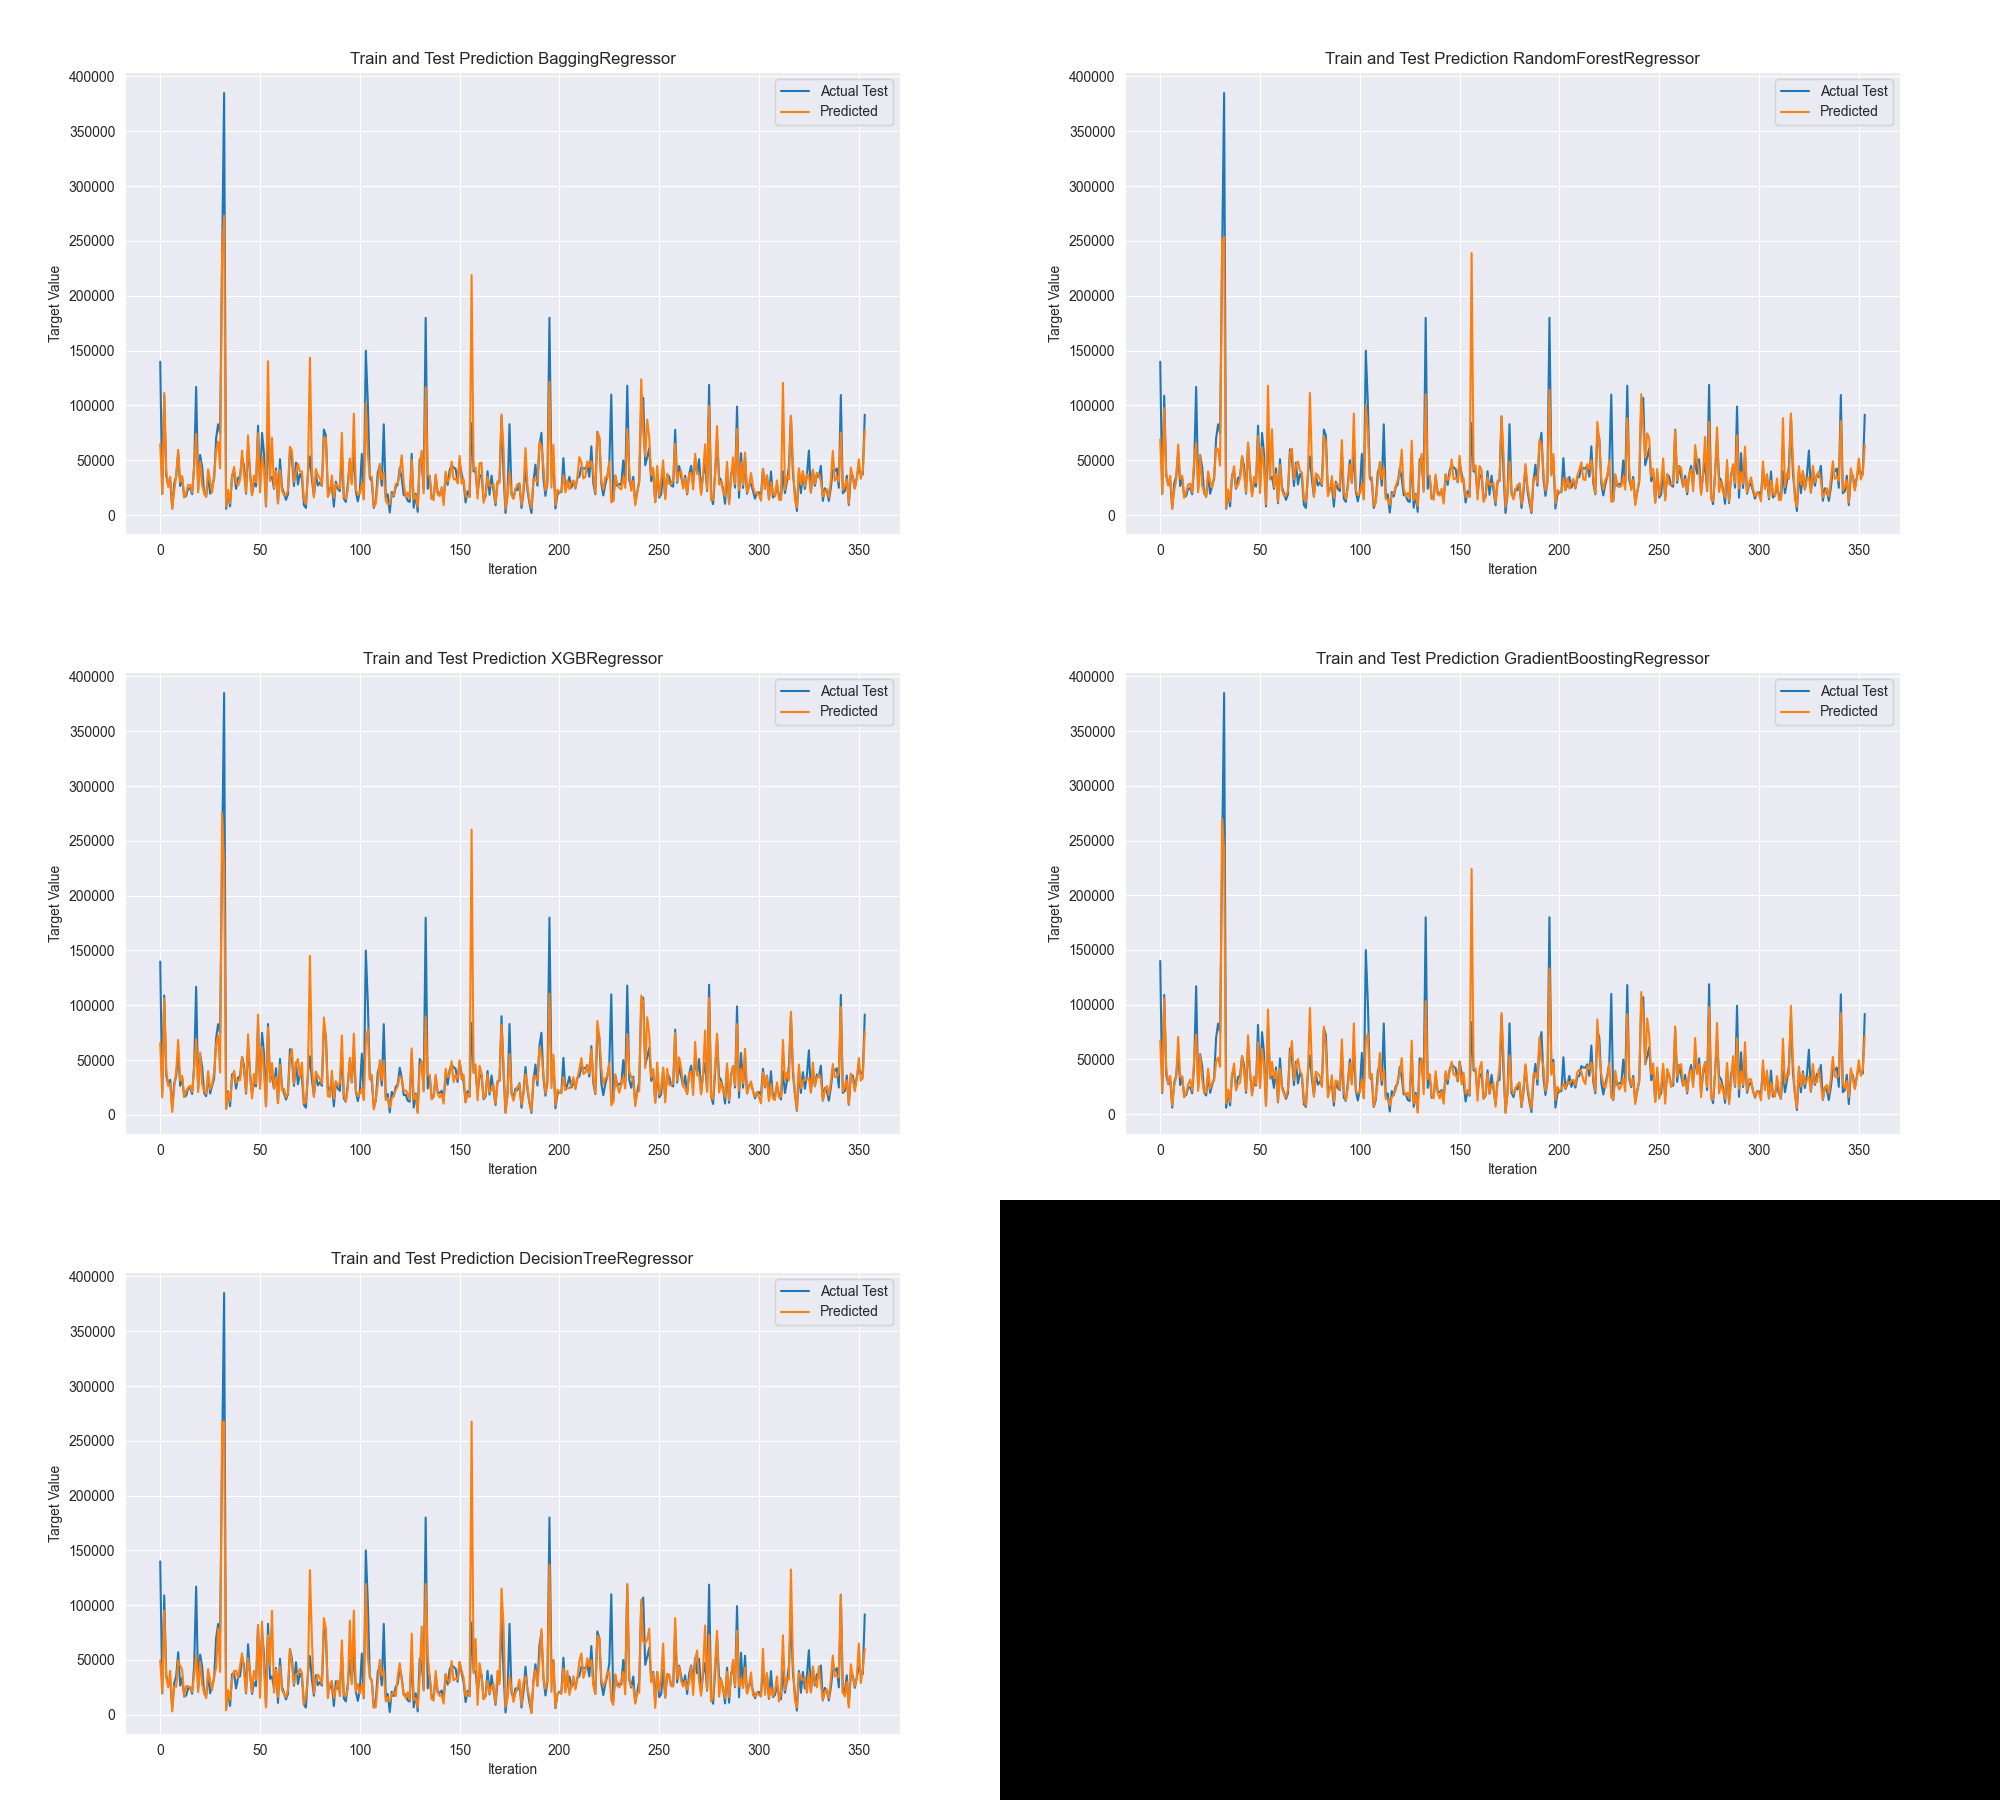 Train and Test Prediction BaggingRegressor
Actual Test
Predicted
400000
350000
300000
250000
200000
150000
100000
50000
0
Target Value
0 50 100 150 200 250 300 350
Iteration
Train and Test Prediction RandomForestRegressor
Actual Test
Predicted
400000
350000
300000
250000
200000
150000
100000
50000
0
Target Value
0 50 100 150 200 250 300 350
Iteration
Train and Test Prediction XGBRegressor
Actual Test
Predicted
400000
350000
300000
250000
200000
150000
100000
50000
0
Target Value
0 50 100 150 200 250 300 350
Iteration
Train and Test Prediction GradientBoostingRegressor
Actual Test
Predicted
400000
350000
300000
250000
200000
150000
100000
50000
0
Target Value
0 50 100 150 200 250 300 350
Iteration
Train and Test Prediction DecisionTreeRegressor
Actual Test
Predicted
400000
350000
300000
250000
200000
150000
100000
50000
0
Target Value
0 50 100 150 200 250 300 350
Iteration